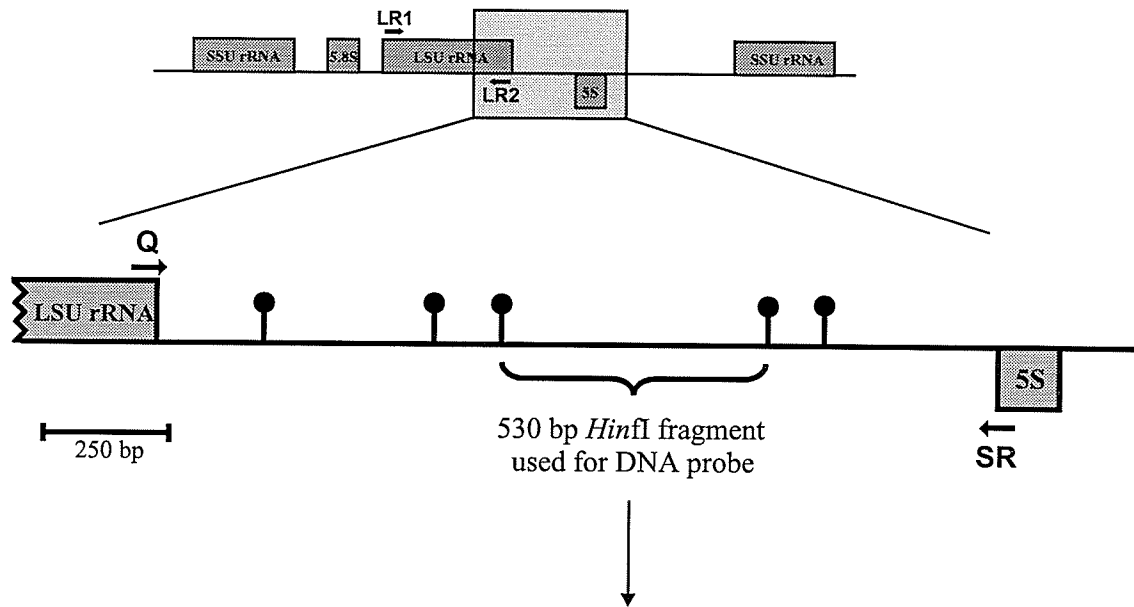 LR1
SSU rRNA
5.8S
LSU rRNA
SSU rRNA
LR2
5S
Q
LSU rRNA
5S
250 bp
530 bp HinfI fragment
used for DNA probe
SR